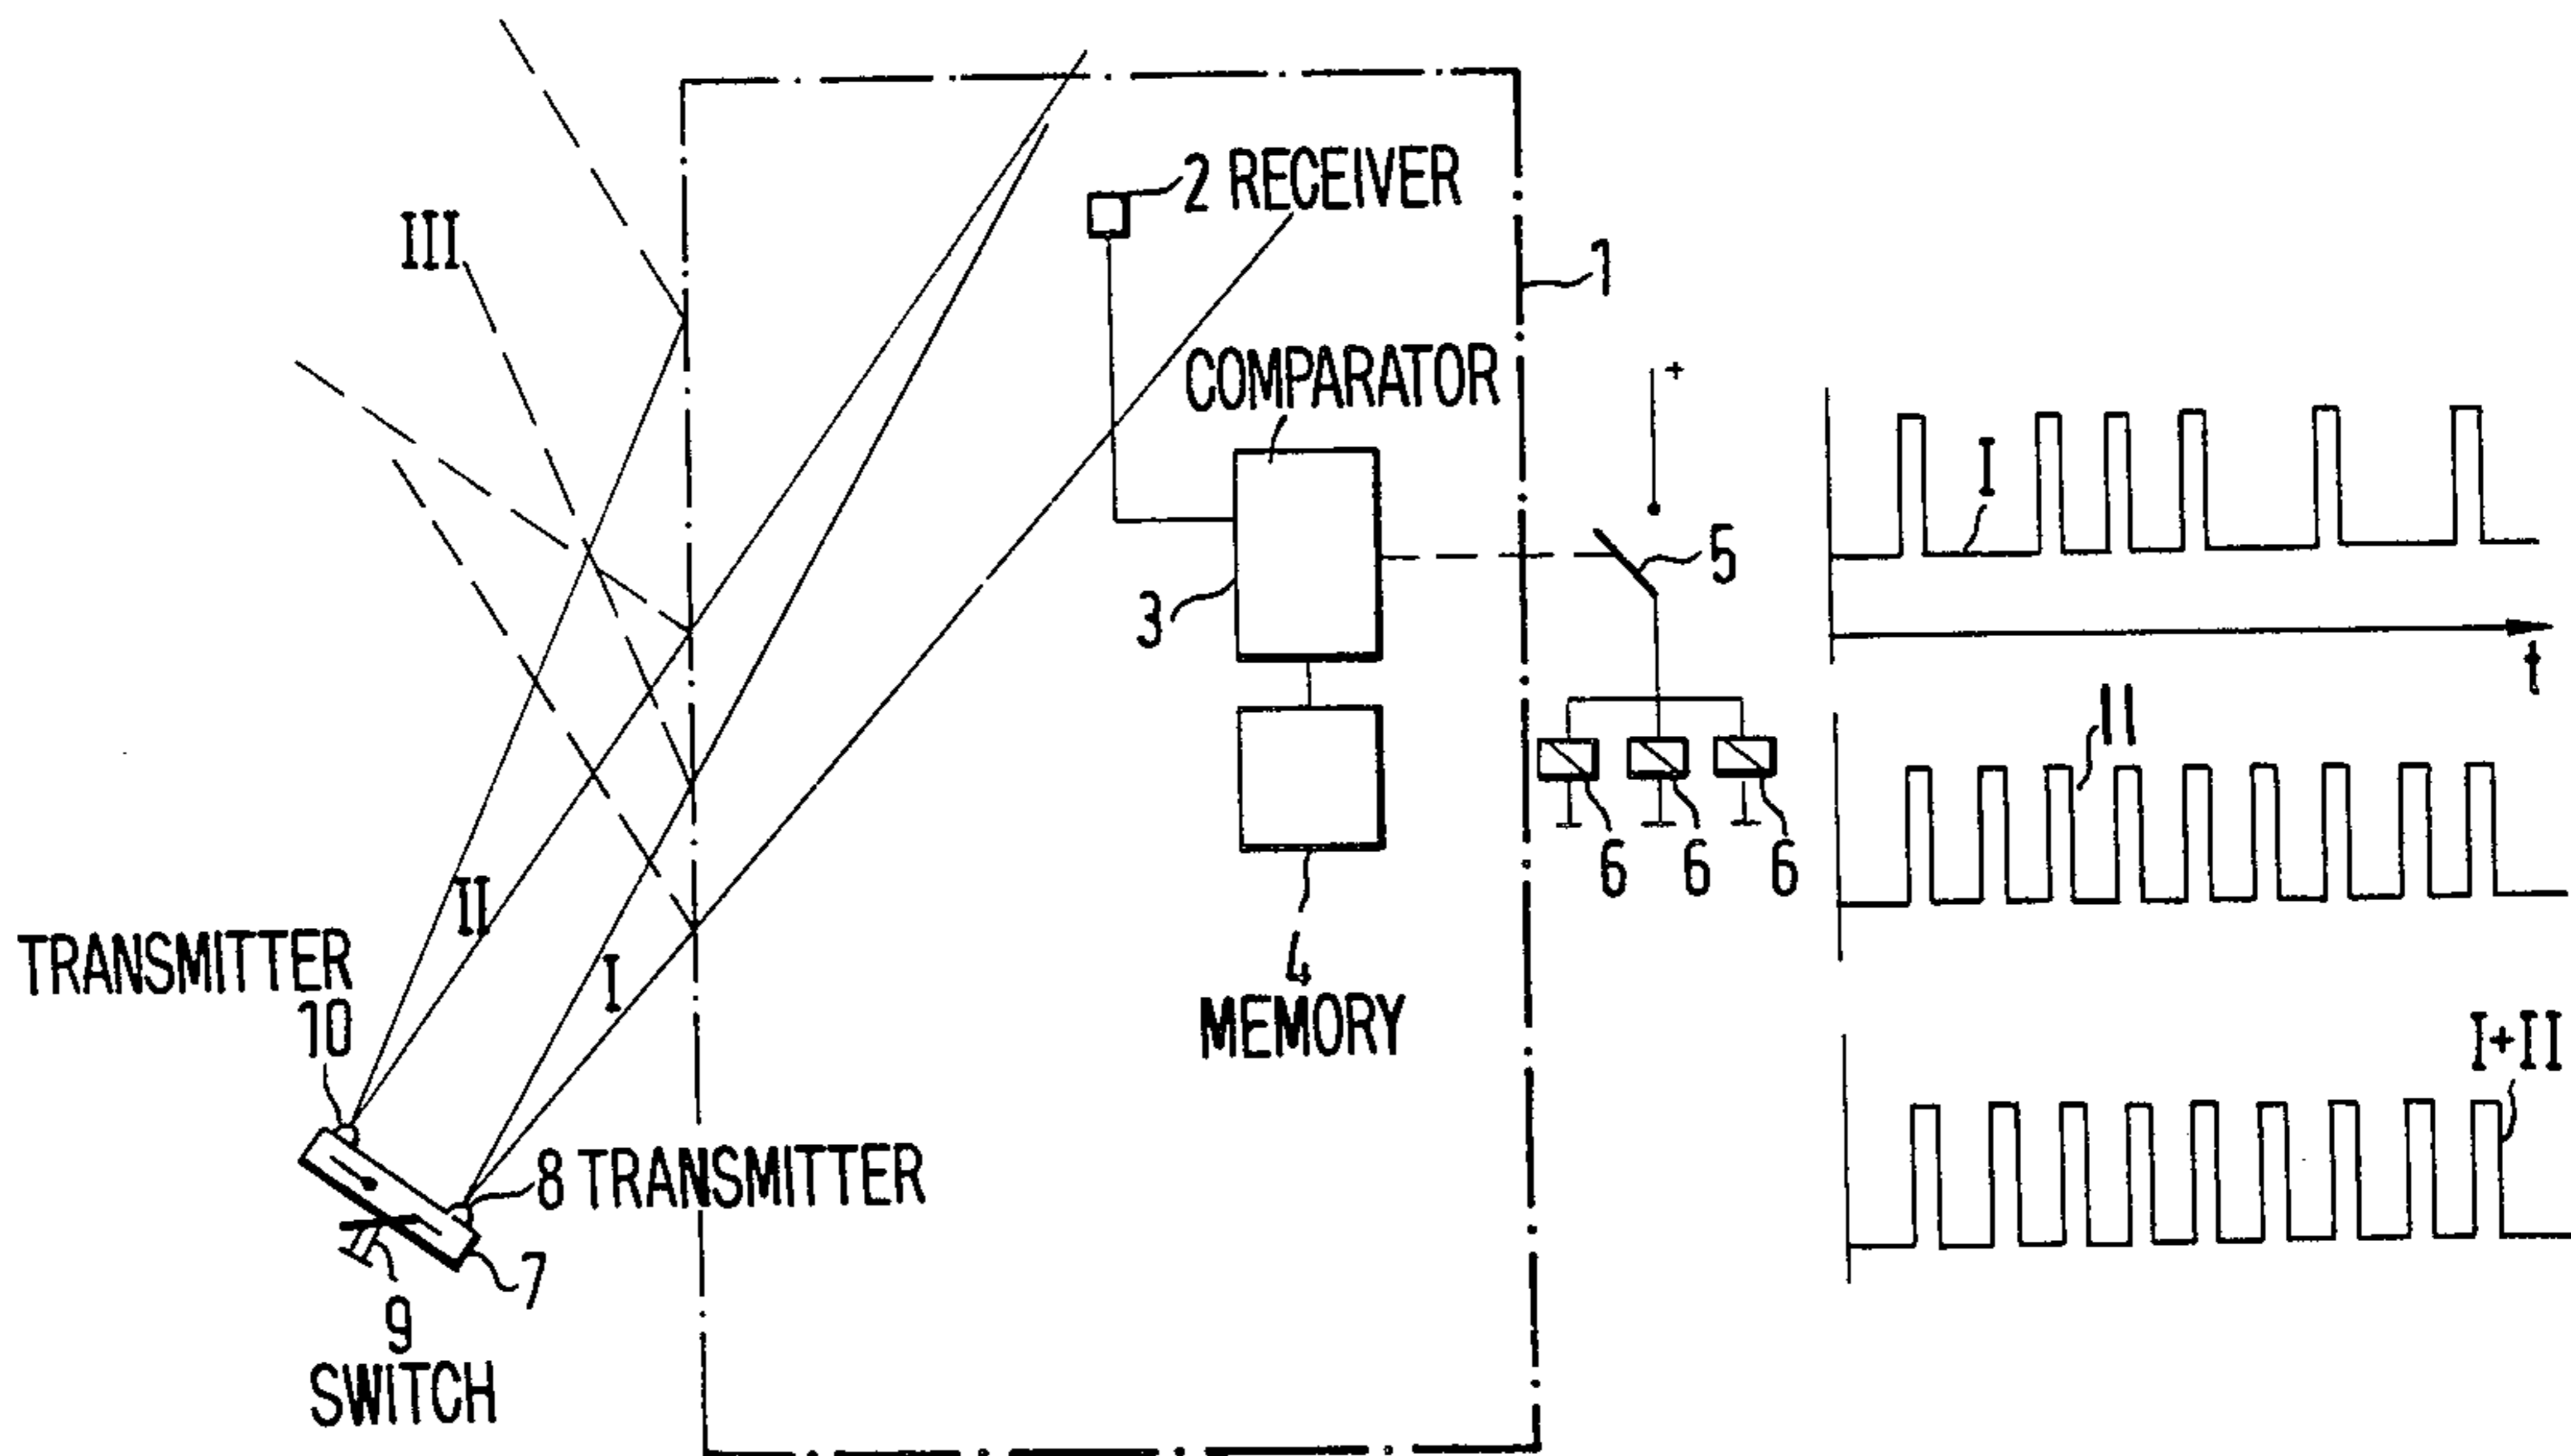 2 RECEIVER
III
1
COMPARATOR
+
I
5
3
t
II
6 6 6
II
TRANSMITTER
10
I
4
MEMORY
I+II
8 TRANSMITTER
7
9
SWITCH